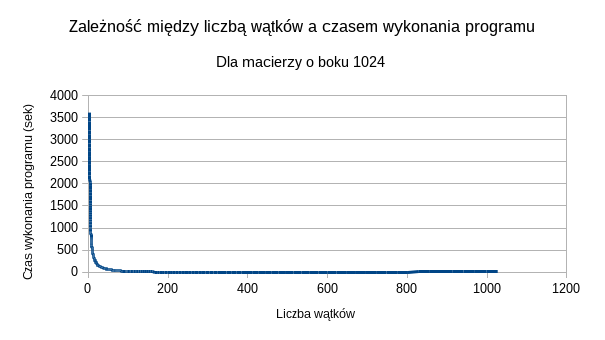 Zależność między liczbą wątków a czasem wykonania programu
Dla macierzy o boku 1024
Czas wykonania programu (sek)
4000
3500
3000
2500
2000
1500
1000
500
0
0 200 400 600 800 1000 1200
Liczba wątków